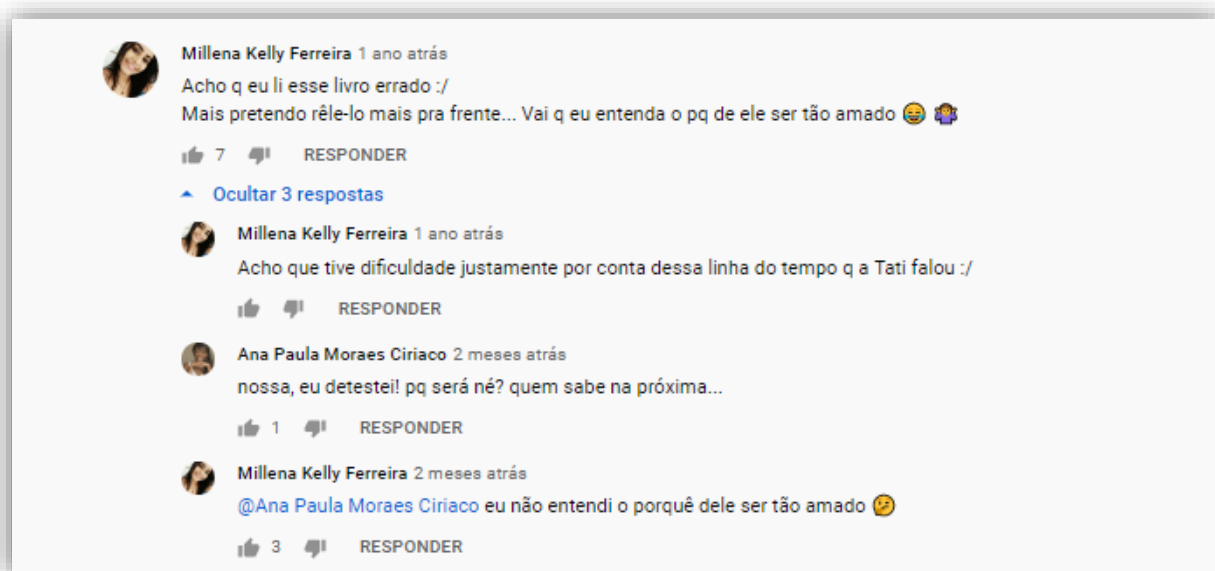 Millena Kelly Ferreira 1 ano atrás
Acho q eu li esse livro errado :/
Mais pretendo rêle-lo mais pra frente... Vai q eu entenda o pq de ele ser tão amado 😂 🤷‍♀️
7 RESPONDER
Ocultar 3 respostas
Millena Kelly Ferreira 1 ano atrás
Acho que tive dificuldade justamente por conta dessa linha do tempo q a Tati falou :/
RESPONDER
Ana Paula Moraes Ciriaco 2 meses atrás
nossa, eu detestei! pq será né? quem sabe na próxima...
1 RESPONDER
Millena Kelly Ferreira 2 meses atrás
@Ana Paula Moraes Ciriaco eu não entendi o porquê dele ser tão amado 🤔
3 RESPONDER